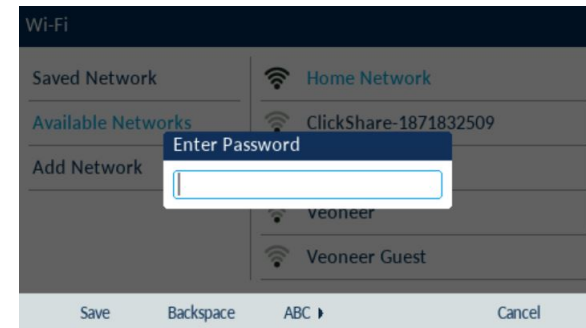 Wi-Fi
Saved Network
Available Networks
Add Network
Home Network
ClickShare-1871832509
Veoneer
Veoneer Guest
Enter Password
Save Backspace ABC Cancel